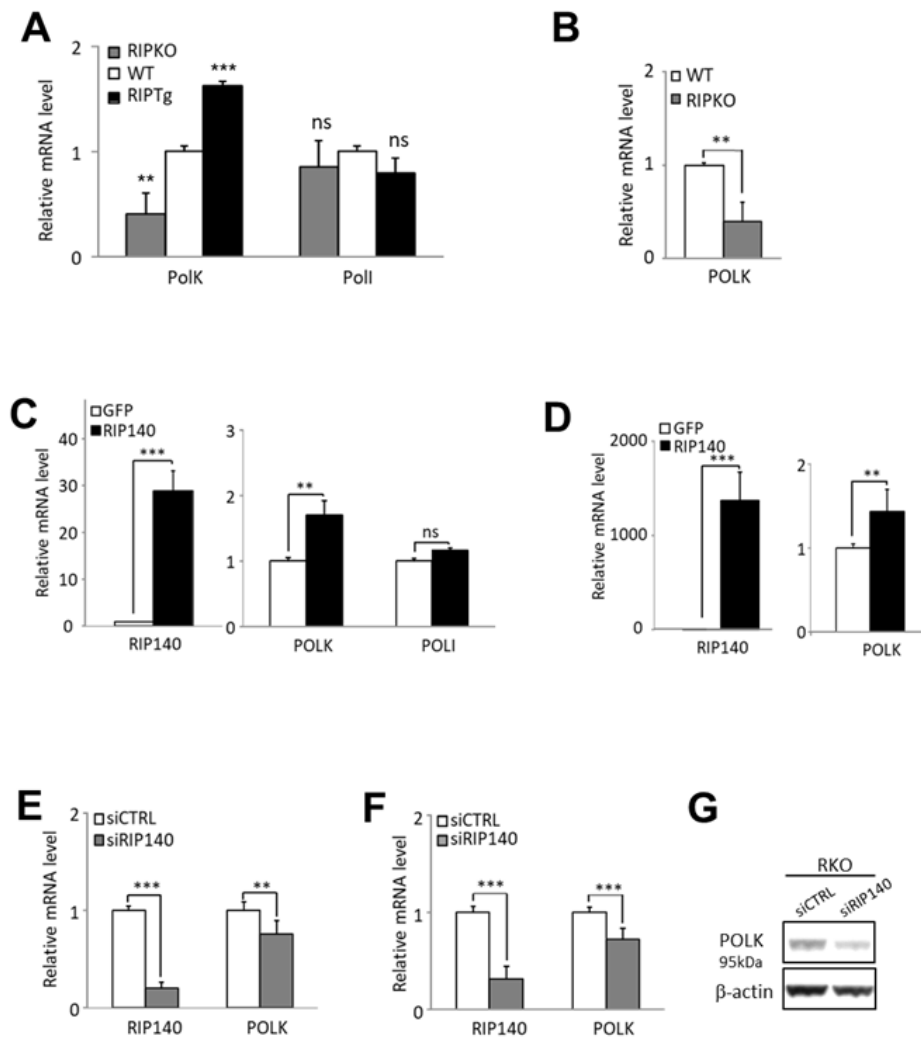 A
Relative mRNA level
2
1
0
RIPKO
WT
RIPTg
** *** ns ns
PolK PolI
B
Relative mRNA level
2
1
0
WT
RIPKO
**
POLK
C
Relative mRNA level
40
30
20
10
0
GFP
RIP140
***
RIP140
3
2
1
0
** ns
POLK POLI
D
Relative mRNA level
2000
1000
0
GFP
RIP140
***
RIP140
2
1
0
**
POLK
E
Relative mRNA level
2
1
0
siCTRL
siRIP140
*** **
RIP140 POLK
F
Relative mRNA level
2
1
0
siCTRL
siRIP140
*** ***
RIP140 POLK
G
RKO
siCTRL siRIP140
POLK
95kDa
β-actin